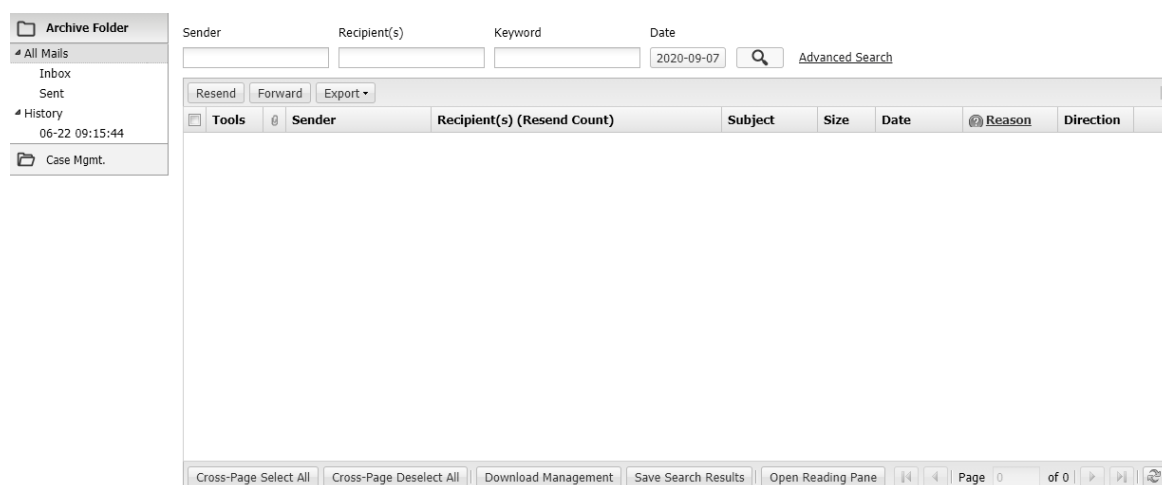 Archive Folder
All Mails
Inbox
Sent
History
06-22 09:15:44
Case Mgmt.
Sender Recipient(s) Keyword Date
2020-09-07 Advanced Search
Resend Forward Export
Tools Sender Recipient(s) (Resend Count) Subject Size Date Reason Direction
Cross-Page Select All Cross-Page Deselect All Download Management Save Search Results Open Reading Pane Page 0 of 0